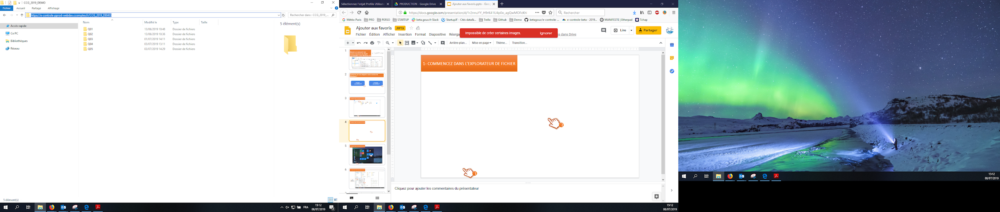 CCG_2019_DEMO
Fichier Accueil Partage Affichage
https://e-controle-pprod-webdav.ccomptes.fr/CCG_2019_DEMO
Rechercher dans : CCG_2019_...
Nom Modifié le Type Taille
Accès rapide
Ce PC
Bibliothèques
Réseau
Q01 13/06/2019 10:48 Dossier de fichiers
Q02 13/06/2019 10:36 Dossier de fichiers
Q03 01/07/2019 14:11 Dossier de fichiers
Q04 03/07/2019 13:11 Dossier de fichiers
Q05 03/07/2019 14:29 Dossier de fichiers
5 élément(s)
5 élément(s)
FRA
15:12
08/07/2019
2
Sélectionnez l'objet Profile Utilisate
PRODUCTION - Google Drive
Ajouter aux favoris.pptx - Goog
https://docs.google.com/presentation/d/1r2nnuYY_H9rK41U4p0o_agQwMOFcKhl
Rechercher
Météo Paris PRO PERSO STARTUP beta.gouv.fr Slack StartupIF - Ctés data&... Trello Github Demo betagouv/e-controle: ... e-controle-beta - 2019... MANIFESTE | Etherpad Tchap
Ajouter aux favoris .PPTX
Fichier Édition Afficher Insertion Format Diapositive Réorga
s dans Drive
Impossible de créer certaines images. Ignorer
Lire Partager
Arrière-plan... Mise en page Thème... Transition...
1
2
3
4
5
6
1- COMMENCEZ DANS L'EXPLORATEUR DE FICHIER
2
1
Cliquez pour ajouter les commentaires du présentateur
15:12
08/07/2019
15:12
08/07/2019